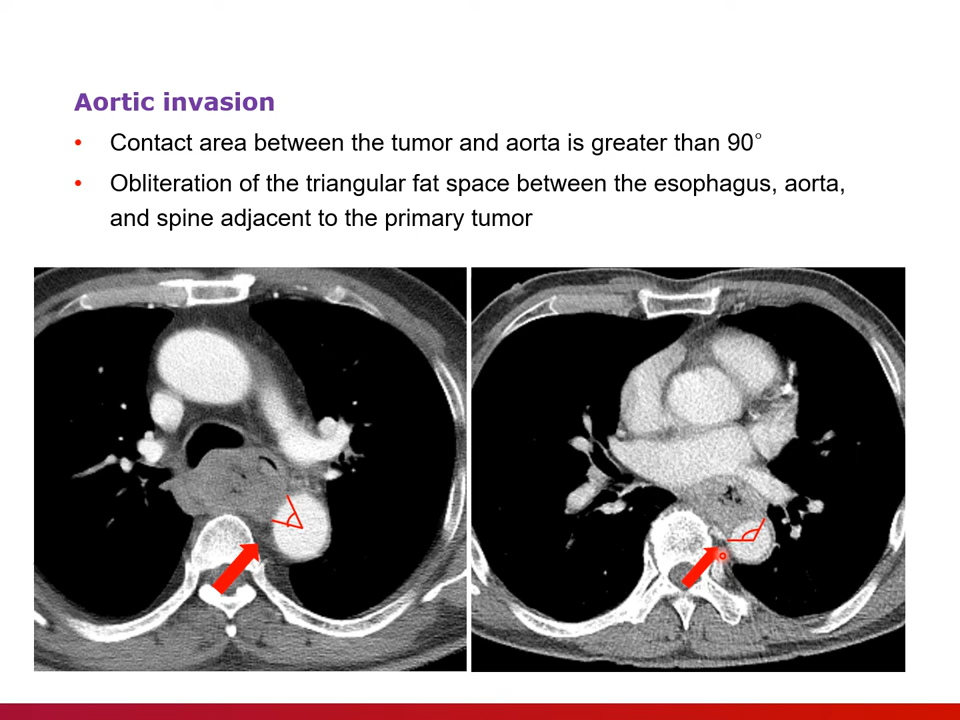 Aortic invasion
• Contact area between the tumor and aorta is greater than 90°
• Obliteration of the triangular fat space between the esophagus, aorta,
and spine adjacent to the primary tumor